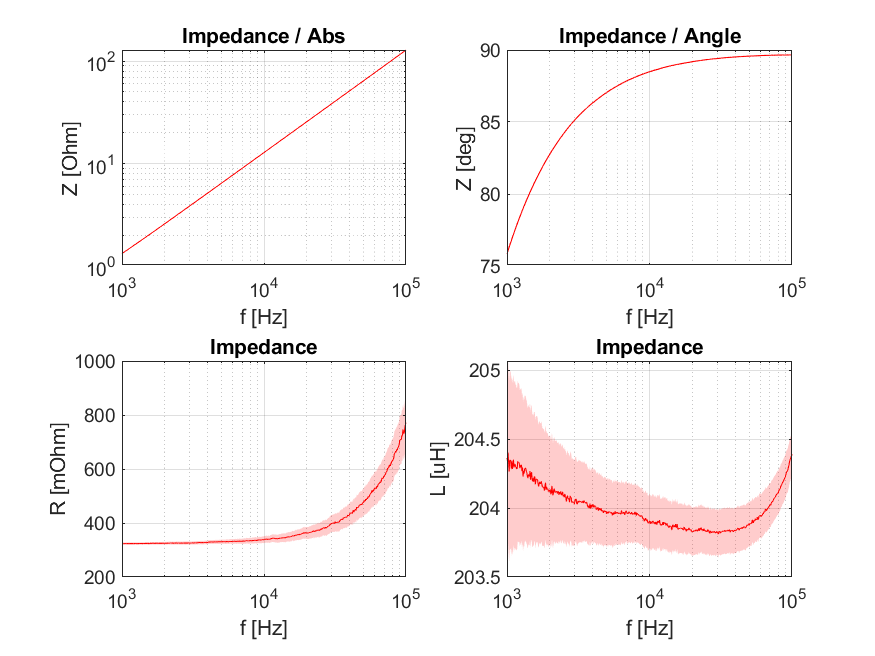 Impedance / Abs
Z [Ohm]
10^2
10^1
10^0
10^3 10^4 10^5
f [Hz]
Impedance / Angle
Z [deg]
90
85
80
75
10^3 10^4 10^5
f [Hz]
Impedance
R [mOhm]
1000
800
600
400
200
10^3 10^4 10^5
f [Hz]
Impedance
L [uH]
205
204.5
204
203.5
10^3 10^4 10^5
f [Hz]